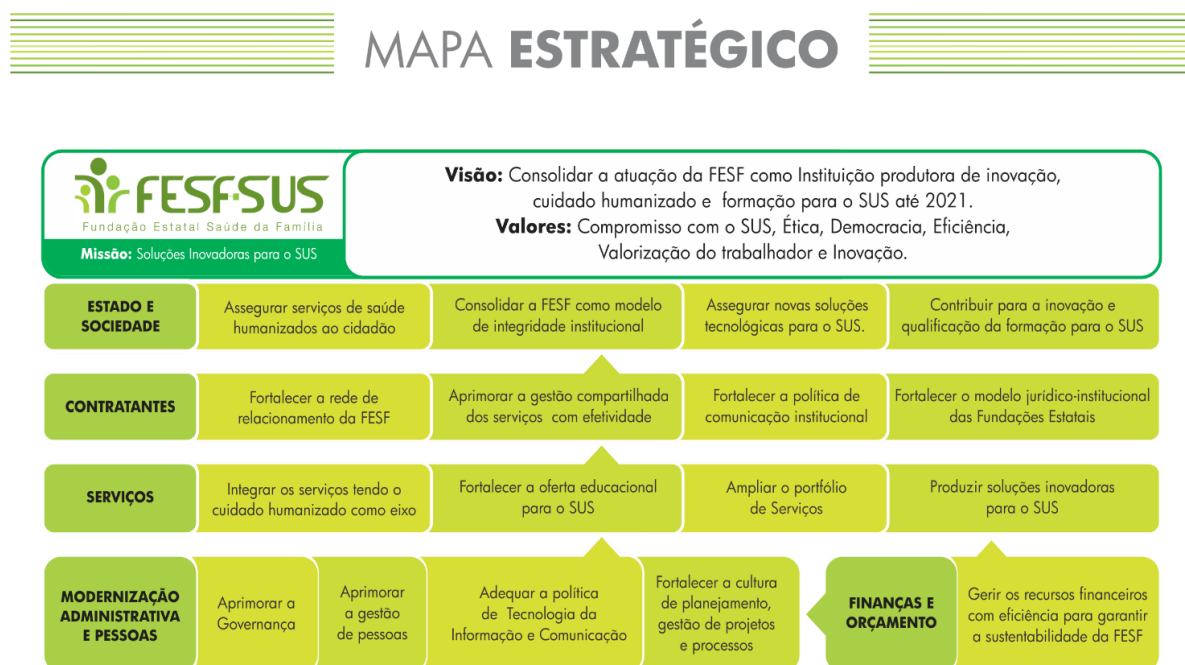 MAPA ESTRATÉGICO
FESF-SUS
Fundação Estatal Saúde da Família
Missão: Soluções Inovadoras para o SUS
Visão: Consolidar a atuação da FESF como Instituição produtora de inovação,
cuidado humanizado e formação para o SUS até 2021.
Valores: Compromisso com o SUS, Ética, Democracia, Eficiência,
Valorização do trabalhador e Inovação.
ESTADO E
SOCIEDADE
Assegurar serviços de saúde
humanizados ao cidadão
Consolidar a FESF como modelo
de integridade institucional
Assegurar novas soluções
tecnológicas para o SUS.
Contribuir para a inovação e
qualificação da formação para o SUS
CONTRATANTES
Fortalecer a rede de
relacionamento da FESF
Aprimorar a gestão compartilhada
dos serviços com efetividade
Fortalecer a política de
comunicação institucional
Fortalecer o modelo jurídico-institucional
das Fundações Estatais
SERVIÇOS
Integrar os serviços tendo o
cuidado humanizado como eixo
Fortalecer a oferta educacional
para o SUS
Ampliar o portfólio
de Serviços
Produzir soluções inovadoras
para o SUS
MODERNIZAÇÃO
ADMINISTRATIVA
E PESSOAS
Aprimorar a
Governança
Aprimorar
a gestão
de pessoas
Adequar a política
de Tecnologia da
Informação e Comunicação
Fortalecer a cultura
de planejamento,
gestão de projetos
e processos
FINANÇAS E
ORÇAMENTO
Gerir os recursos financeiros
com eficiência para garantir
a sustentabilidade da FESF